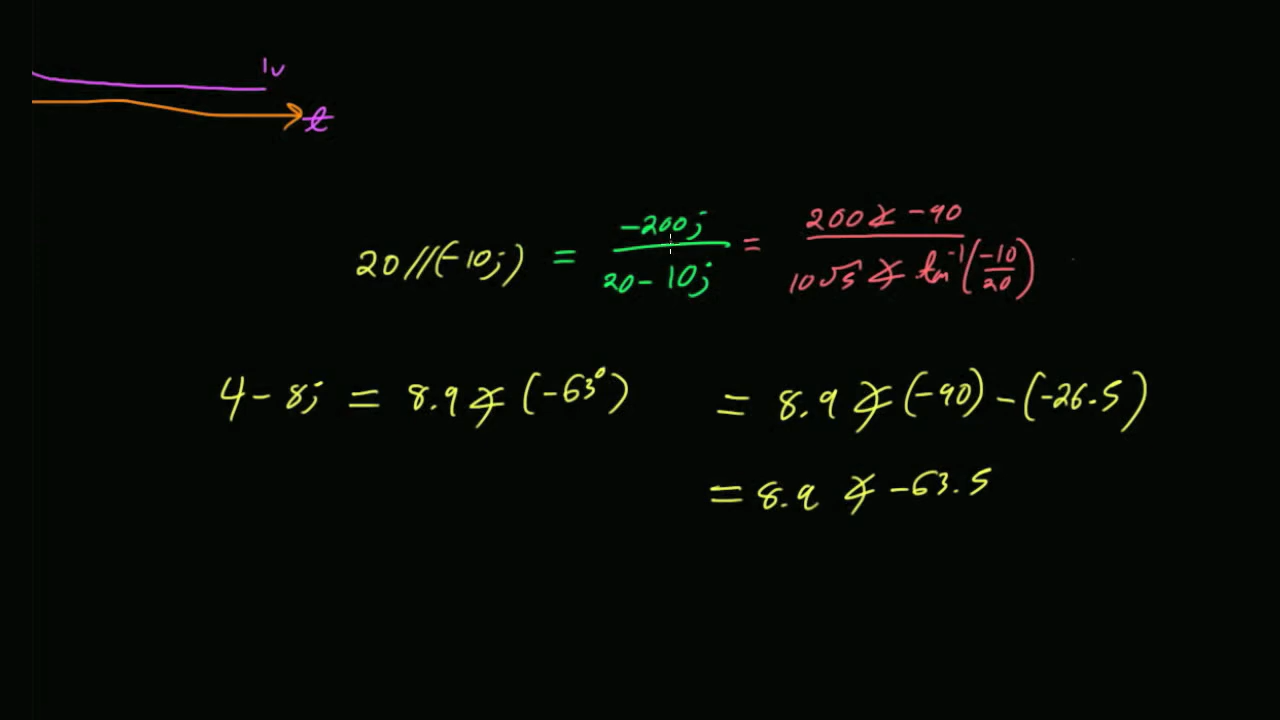 1v
t
20 // (-10j) = -200j / 20 - 10j = 200 ∡ -90 / 10√5 ∡ tan⁻¹(-10/20)
4 - 8j = 8.9 ∡ (-63°) = 8.9 ∡ (-90) - (-26.5)
= 8.9 ∡ -63.5